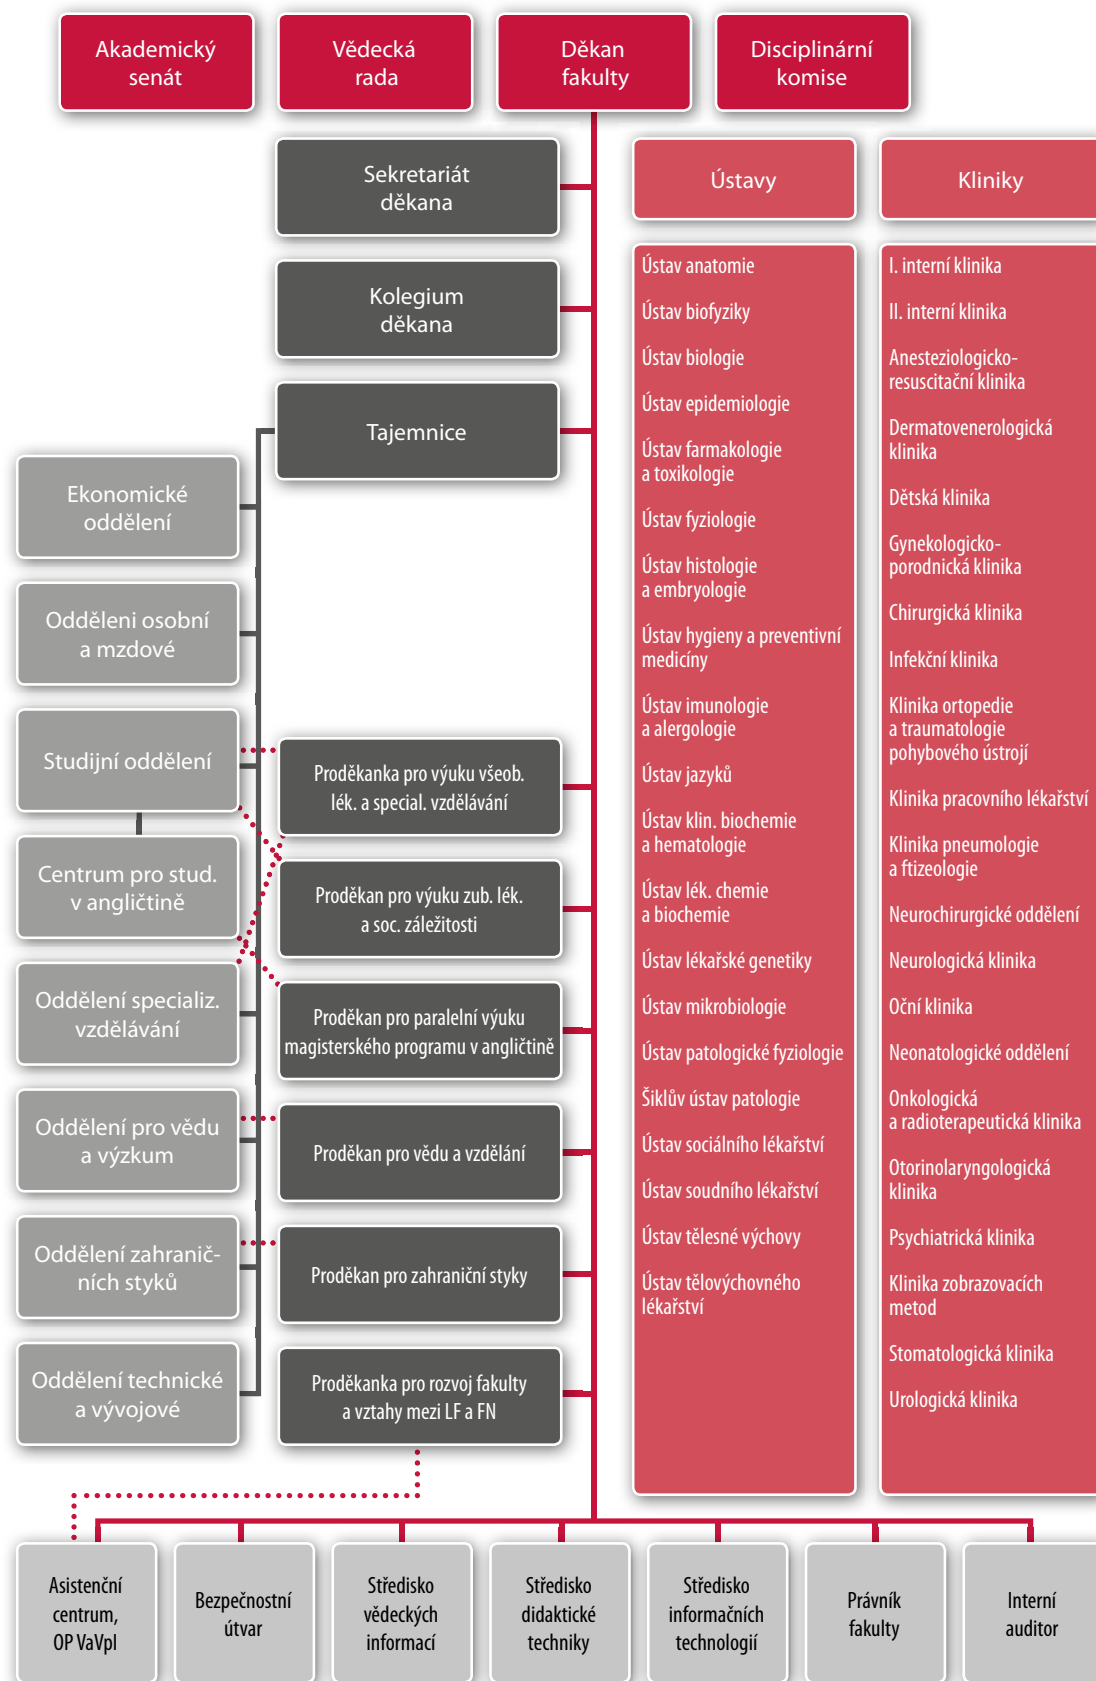 Akademický
senát
Vědecká
rada
Děkan
fakulty
Disciplinární
komise
Sekretariát
děkana
Kolegium
děkana
Tajemnice
Ekonomické
oddělení
Odděleni osobní
a mzdové
Studijní oddělení
Centrum pro stud.
v angličtině
Oddělení specializ.
vzdělávání
Oddělení pro vědu
a výzkum
Oddělení zahranič-
ních styků
Oddělení technické
a vývojové
Proděkanka pro výuku všeob.
lék. a special. vzdělávání
Proděkan pro výuku zub. lék.
a soc. záležitosti
Proděkan pro paralelní výuku
magisterského programu v angličtině
Proděkan pro vědu a vzdělání
Proděkan pro zahraniční styky
Proděkanka pro rozvoj fakulty
a vztahy mezi LF a FN
Ústavy
Ústav anatomie
Ústav biofyziky
Ústav biologie
Ústav epidemiologie
Ústav farmakologie
a toxikologie
Ústav fyziologie
Ústav histologie
a embryologie
Ústav hygieny a preventivní
medicíny
Ústav imunologie
a alergologie
Ústav jazyků
Ústav klin. biochemie
a hematologie
Ústav lék. chemie
a biochemie
Ústav lékařské genetiky
Ústav mikrobiologie
Ústav patologické fyziologie
Šiklův ústav patologie
Ústav sociálního lékařství
Ústav soudního lékařství
Ústav tělesné výchovy
Ústav tělovýchovného
lékařství
Kliniky
I. interní klinika
II. interní klinika
Anesteziologicko-
resuscitační klinika
Dermatovenerologická
klinika
Dětská klinika
Gynekologicko-
porodnická klinika
Chirurgická klinika
Infekční klinika
Klinika ortopedie
a traumatologie
pohybového ústrojí
Klinika pracovního lékařství
Klinika pneumologie
a ftizeologie
Neurochirurgické oddělení
Neurologická klinika
Oční klinika
Neonatologické oddělení
Onkologická
a radioterapeutická klinika
Otorinolaryngologická
klinika
Psychiatrická klinika
Klinika zobrazovacích
metod
Stomatologická klinika
Urologická klinika
Asistenční
centrum,
OP VaVpI
Bezpečnostní
útvar
Středisko
vědeckých
informací
Středisko
didaktické
techniky
Středisko
informačních
technologií
Právník
fakulty
Interní
auditor